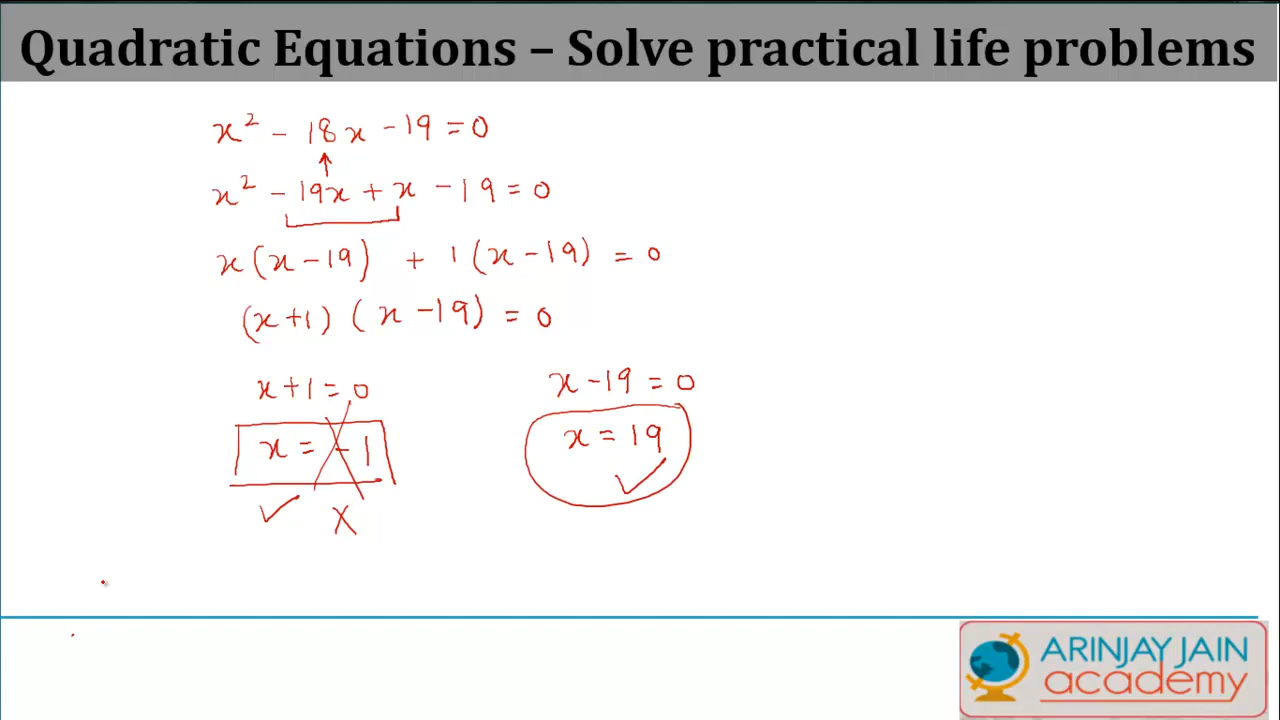 Quadratic Equations – Solve practical life problems
x² - 18x - 19 = 0
x² - 19x + x - 19 = 0
x(x - 19) + 1(x - 19) = 0
(x+1) (x - 19) = 0
x+1 = 0
x = -1
✓ X
x - 19 = 0
x = 19
✓
ARINJAY JAIN
academy